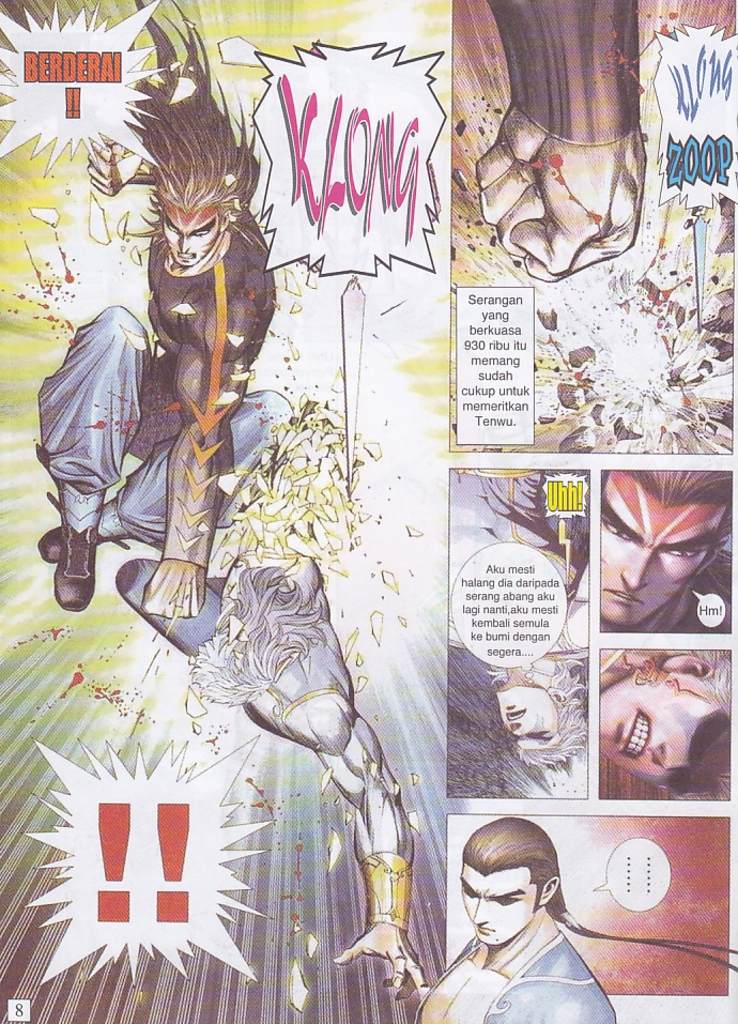 BERDERAI
!!
KLONG
KLONG
ZOOP
Serangan
yang
berkuasa
930 ribu itu
memang
sudah
cukup untuk
memeritkan
Tenwu.
Uhh!
Aku mesti
halang dia daripada
serang abang aku
lagi nanti,aku mesti
kembali semula
ke bumi dengan
segera....
Hm!
!!
......
8